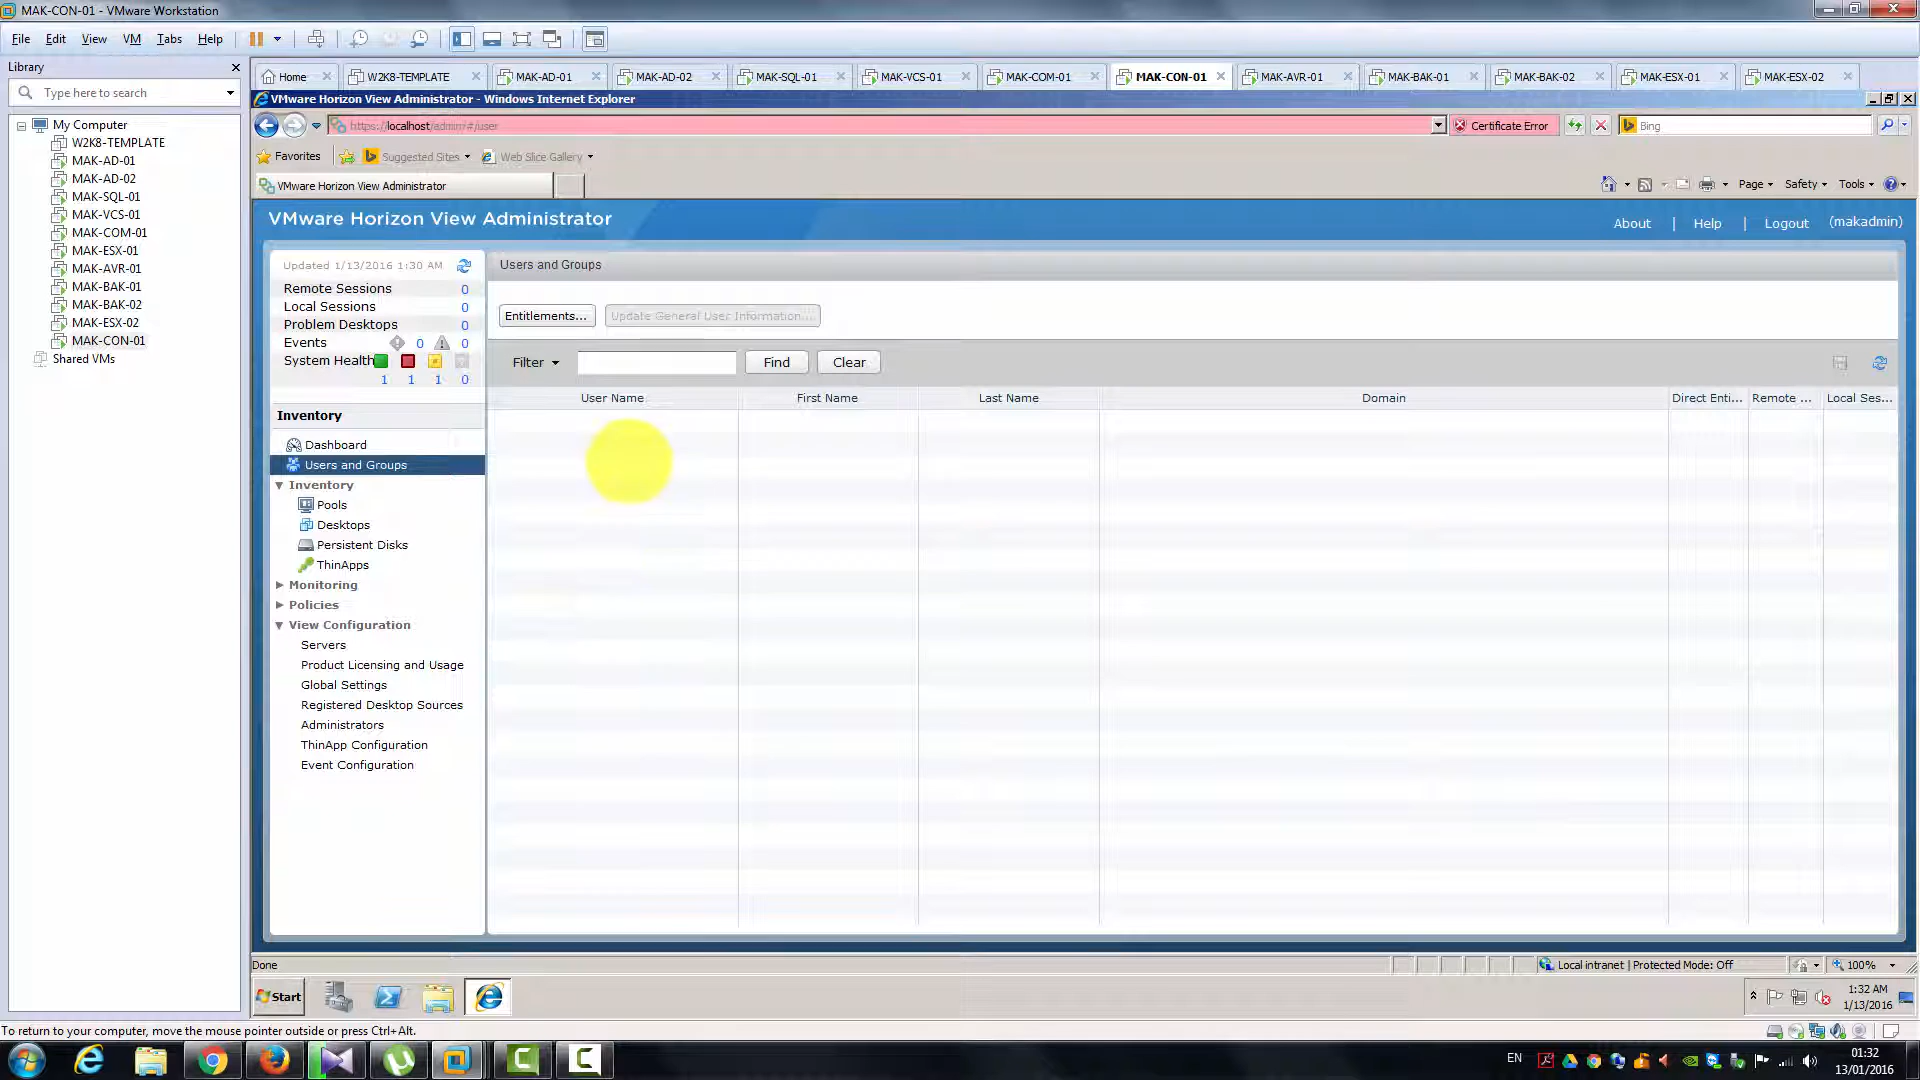 MAK-CON-01 - VMware Workstation
File Edit View VM Tabs Help
Library
Type here to search
My Computer
W2K8-TEMPLATE
MAK-AD-01
MAK-AD-02
MAK-SQL-01
MAK-VCS-01
MAK-COM-01
MAK-ESX-01
MAK-AVR-01
MAK-BAK-01
MAK-BAK-02
MAK-ESX-02
MAK-CON-01
Shared VMs
Home W2K8-TEMPLATE MAK-AD-01 MAK-AD-02 MAK-SQL-01 MAK-VCS-01 MAK-COM-01 MAK-CON-01 MAK-AVR-01 MAK-BAK-01 MAK-BAK-02 MAK-ESX-01 MAK-ESX-02
VMware Horizon View Administrator - Windows Internet Explorer
https://localhost/admin/#/user Certificate Error Bing
Favorites Suggested Sites Web Slice Gallery
VMware Horizon View Administrator Page Safety Tools
VMware Horizon View Administrator
About | Help | Logout (makadmin)
Updated 1/13/2016 1:30 AM
Remote Sessions 0
Local Sessions 0
Problem Desktops 0
Events 0 0
System Health
1 1 1 0
Inventory
Dashboard
Users and Groups
Inventory
Pools
Desktops
Persistent Disks
ThinApps
Monitoring
Policies
View Configuration
Servers
Product Licensing and Usage
Global Settings
Registered Desktop Sources
Administrators
ThinApp Configuration
Event Configuration
Users and Groups
Entitlements... Update General User Information...
Filter Find Clear
User Name First Name Last Name Domain Direct Enti... Remote ... Local Ses...
Done Local intranet | Protected Mode: Off 100%
Start 1:32 AM
1/13/2016
To return to your computer, move the mouse pointer outside or press Ctrl+Alt.
EN 01:32
13/01/2016